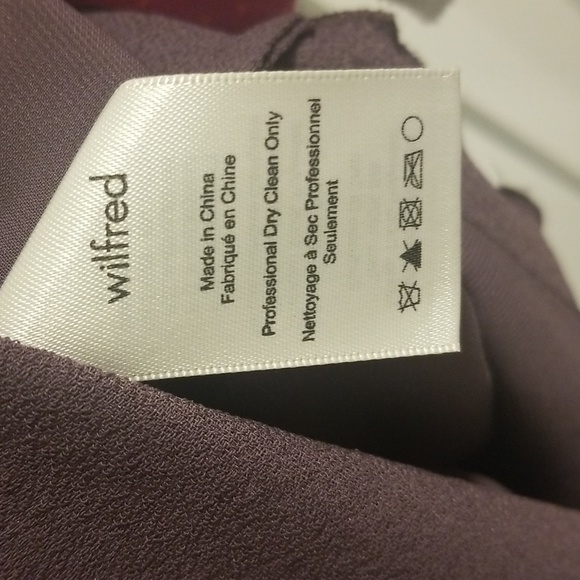 wilfred
Made in China
Fabriqué en Chine
Professional Dry Clean Only
Nettoyage à Sec Professionnel
Seulement